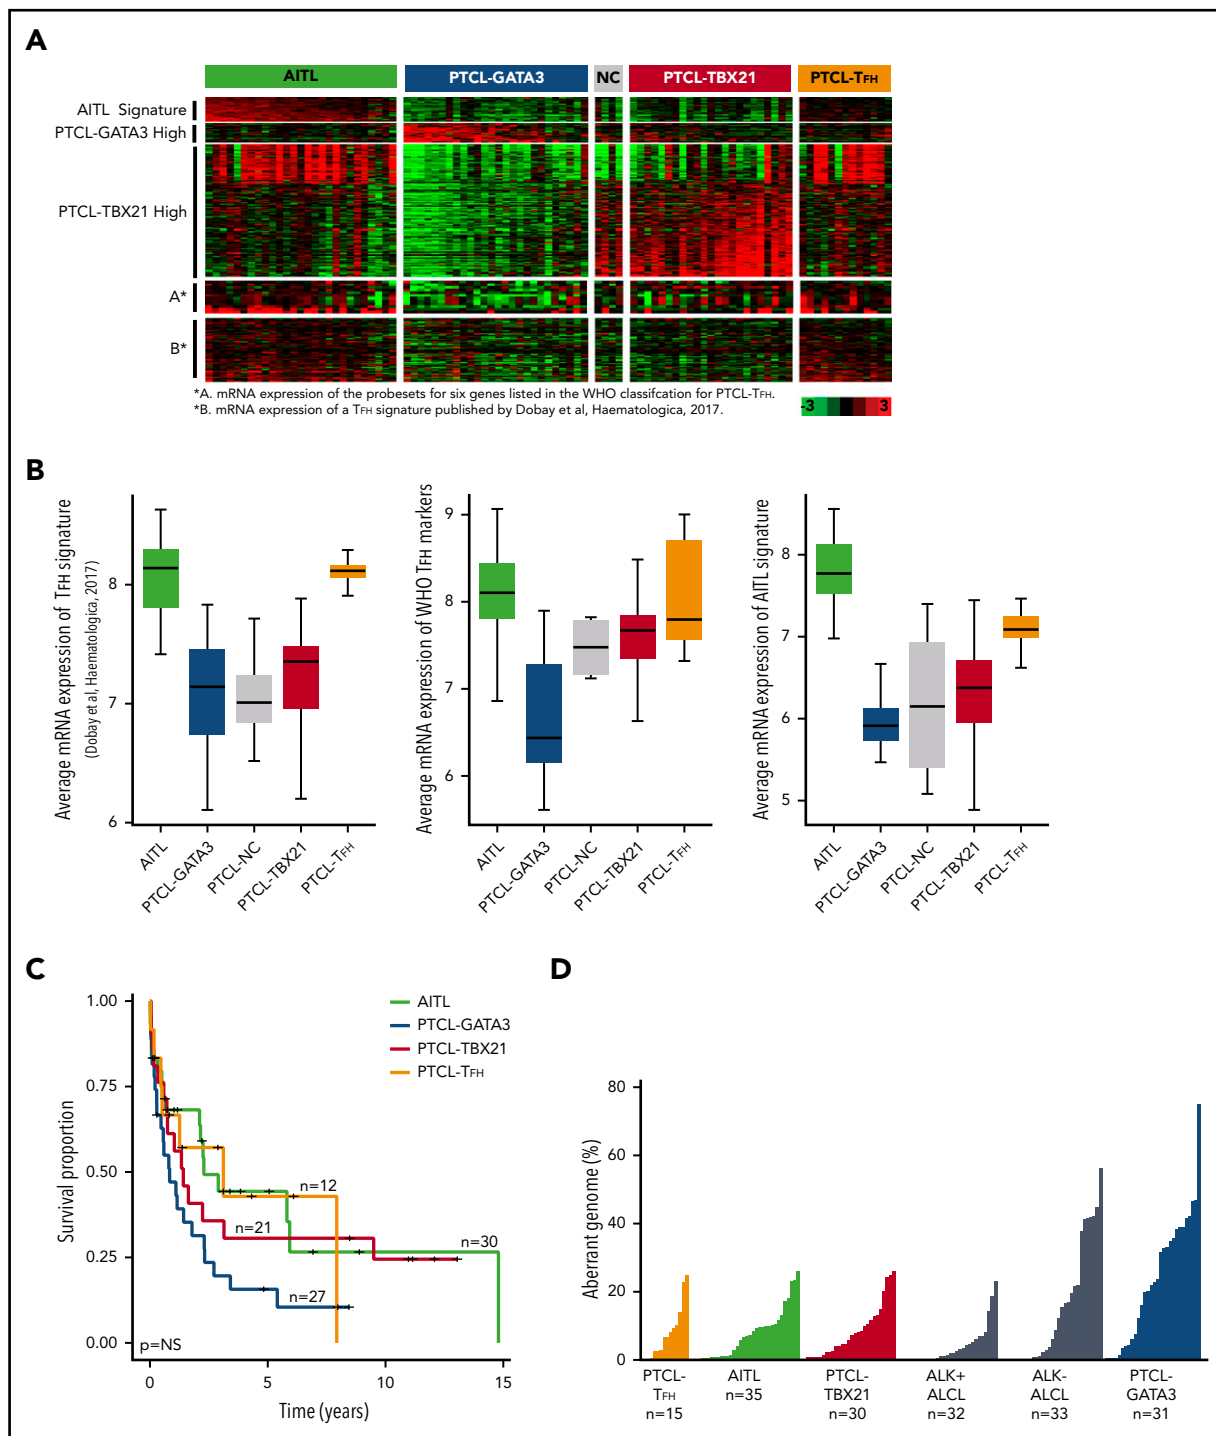 A
AITL
PTCL-GATA3
NC
PTCL-TBX21
PTCL-TFH
AITL Signature
PTCL-GATA3 High
PTCL-TBX21 High
A*
B*
*A. mRNA expression of the probesets for six genes listed in the WHO classifcation for PTCL-TFH.
*B. mRNA expression of a TFH signature published by Dobay et al, Haematologica, 2017.
-3
3
B
Average mRNA expression of TFH signature
(Dobay et al, Haematologica, 2017)
8
7
6
AITL
PTCL-GATA3
PTCL-NC
PTCL-TBX21
PTCL-TFH
Average mRNA expression of WHO TFH markers
9
8
7
6
AITL
PTCL-GATA3
PTCL-NC
PTCL-TBX21
PTCL-TFH
Average mRNA expression of AITL signature
8
7
6
5
AITL
PTCL-GATA3
PTCL-NC
PTCL-TBX21
PTCL-TFH
C
Survival proportion
1.00
0.75
0.50
0.25
0.00
AITL
PTCL-GATA3
PTCL-TBX21
PTCL-TFH
n=12
n=21
n=30
n=27
p=NS
0
5
10
15
Time (years)
D
Aberrant genome (%)
80
60
40
20
0
PTCL-
TFH
n=15
AITL
n=35
PTCL-
TBX21
n=30
ALK+
ALCL
n=32
ALK-
ALCL
n=33
PTCL-
GATA3
n=31